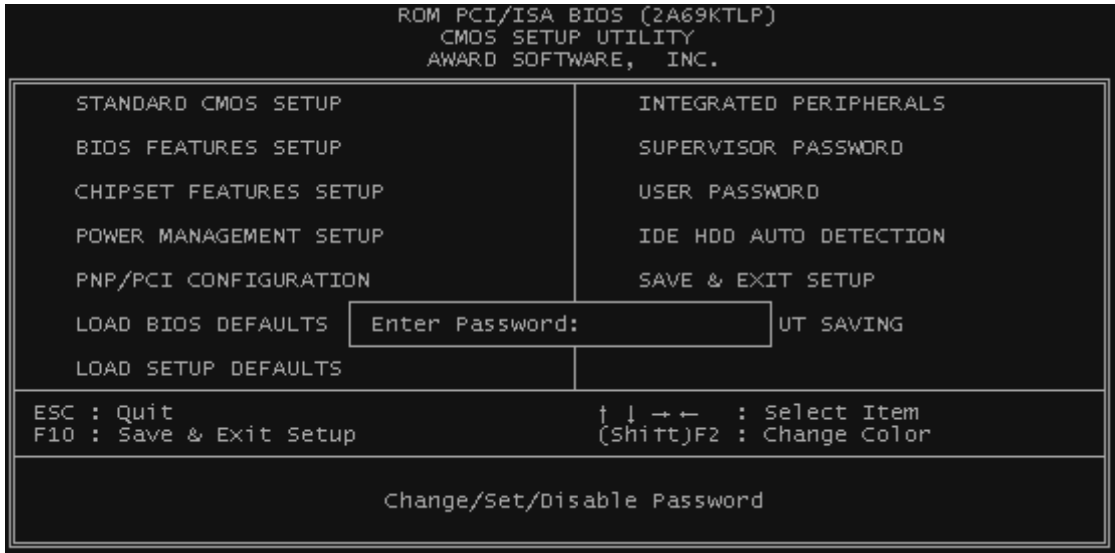 ROM PCI/ISA BIOS (2A69KTLP)
CMOS SETUP UTILITY
AWARD SOFTWARE, INC.
STANDARD CMOS SETUP
BIOS FEATURES SETUP
CHIPSET FEATURES SETUP
POWER MANAGEMENT SETUP
PNP/PCI CONFIGURATION
LOAD BIOS DEFAULTS
LOAD SETUP DEFAULTS
INTEGRATED PERIPHERALS
SUPERVISOR PASSWORD
USER PASSWORD
IDE HDD AUTO DETECTION
SAVE & EXIT SETUP
UT SAVING
Enter Password:
ESC : Quit
F10 : Save & Exit Setup
↑ ↓ → ← : Select Item
(Shift)F2 : Change Color
Change/Set/Disable Password